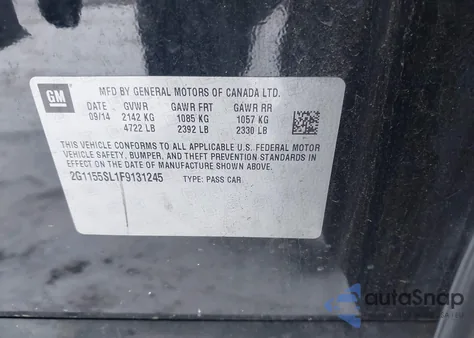 GM
MFD BY GENERAL MOTORS OF CANADA LTD.
DATE GVWR GAWR FRT GAWR RR
09/14 2142 KG 1085 KG 1057 KG
4722 LB 2392 LB 2330 LB
THIS VEHICLE CONFORMS TO ALL APPLICABLE U.S. FEDERAL MOTOR
VEHICLE SAFETY, BUMPER, AND THEFT PREVENTION STANDARDS IN
EFFECT ON THE DATE OF MANUFACTURE SHOWN ABOVE.
2G1155SL1F9131245 TYPE: PASS CAR
autoSnap